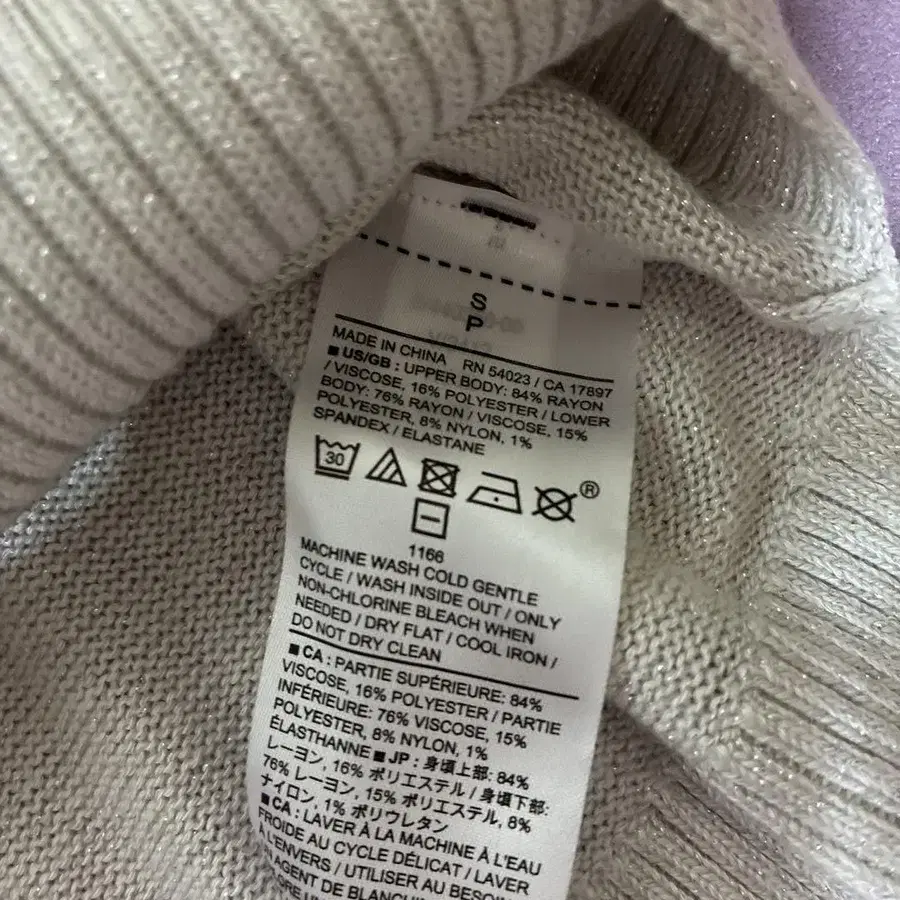 S
P
MADE IN CHINA RN 54023 / CA 17897
■ US/GB : UPPER BODY: 84% RAYON
/ VISCOSE, 16% POLYESTER / LOWER
BODY: 76% RAYON / VISCOSE, 15%
POLYESTER, 8% NYLON, 1%
SPANDEX / ELASTANE
30
®
1166
MACHINE WASH COLD GENTLE
CYCLE / WASH INSIDE OUT / ONLY
NON-CHLORINE BLEACH WHEN
NEEDED / DRY FLAT / COOL IRON /
DO NOT DRY CLEAN
■ CA : PARTIE SUPÉRIEURE: 84%
VISCOSE, 16% POLYESTER / PARTIE
INFÉRIEURE: 76% VISCOSE, 15%
POLYESTER, 8% NYLON, 1%
ÉLASTHANNE ■ JP : 身頃上部: 84%
レーヨン, 16% ポリエステル / 身頃下部:
76% レーヨン, 15% ポリエステル, 8%
ナイロン, 1% ポリウレタン
■ CA : LAVER À LA MACHINE À L'EAU
FROIDE AU CYCLE DÉLICAT / LAVER
À L'ENVERS / UTILISER AU BESOIN
AGENT DE BLANCHIM